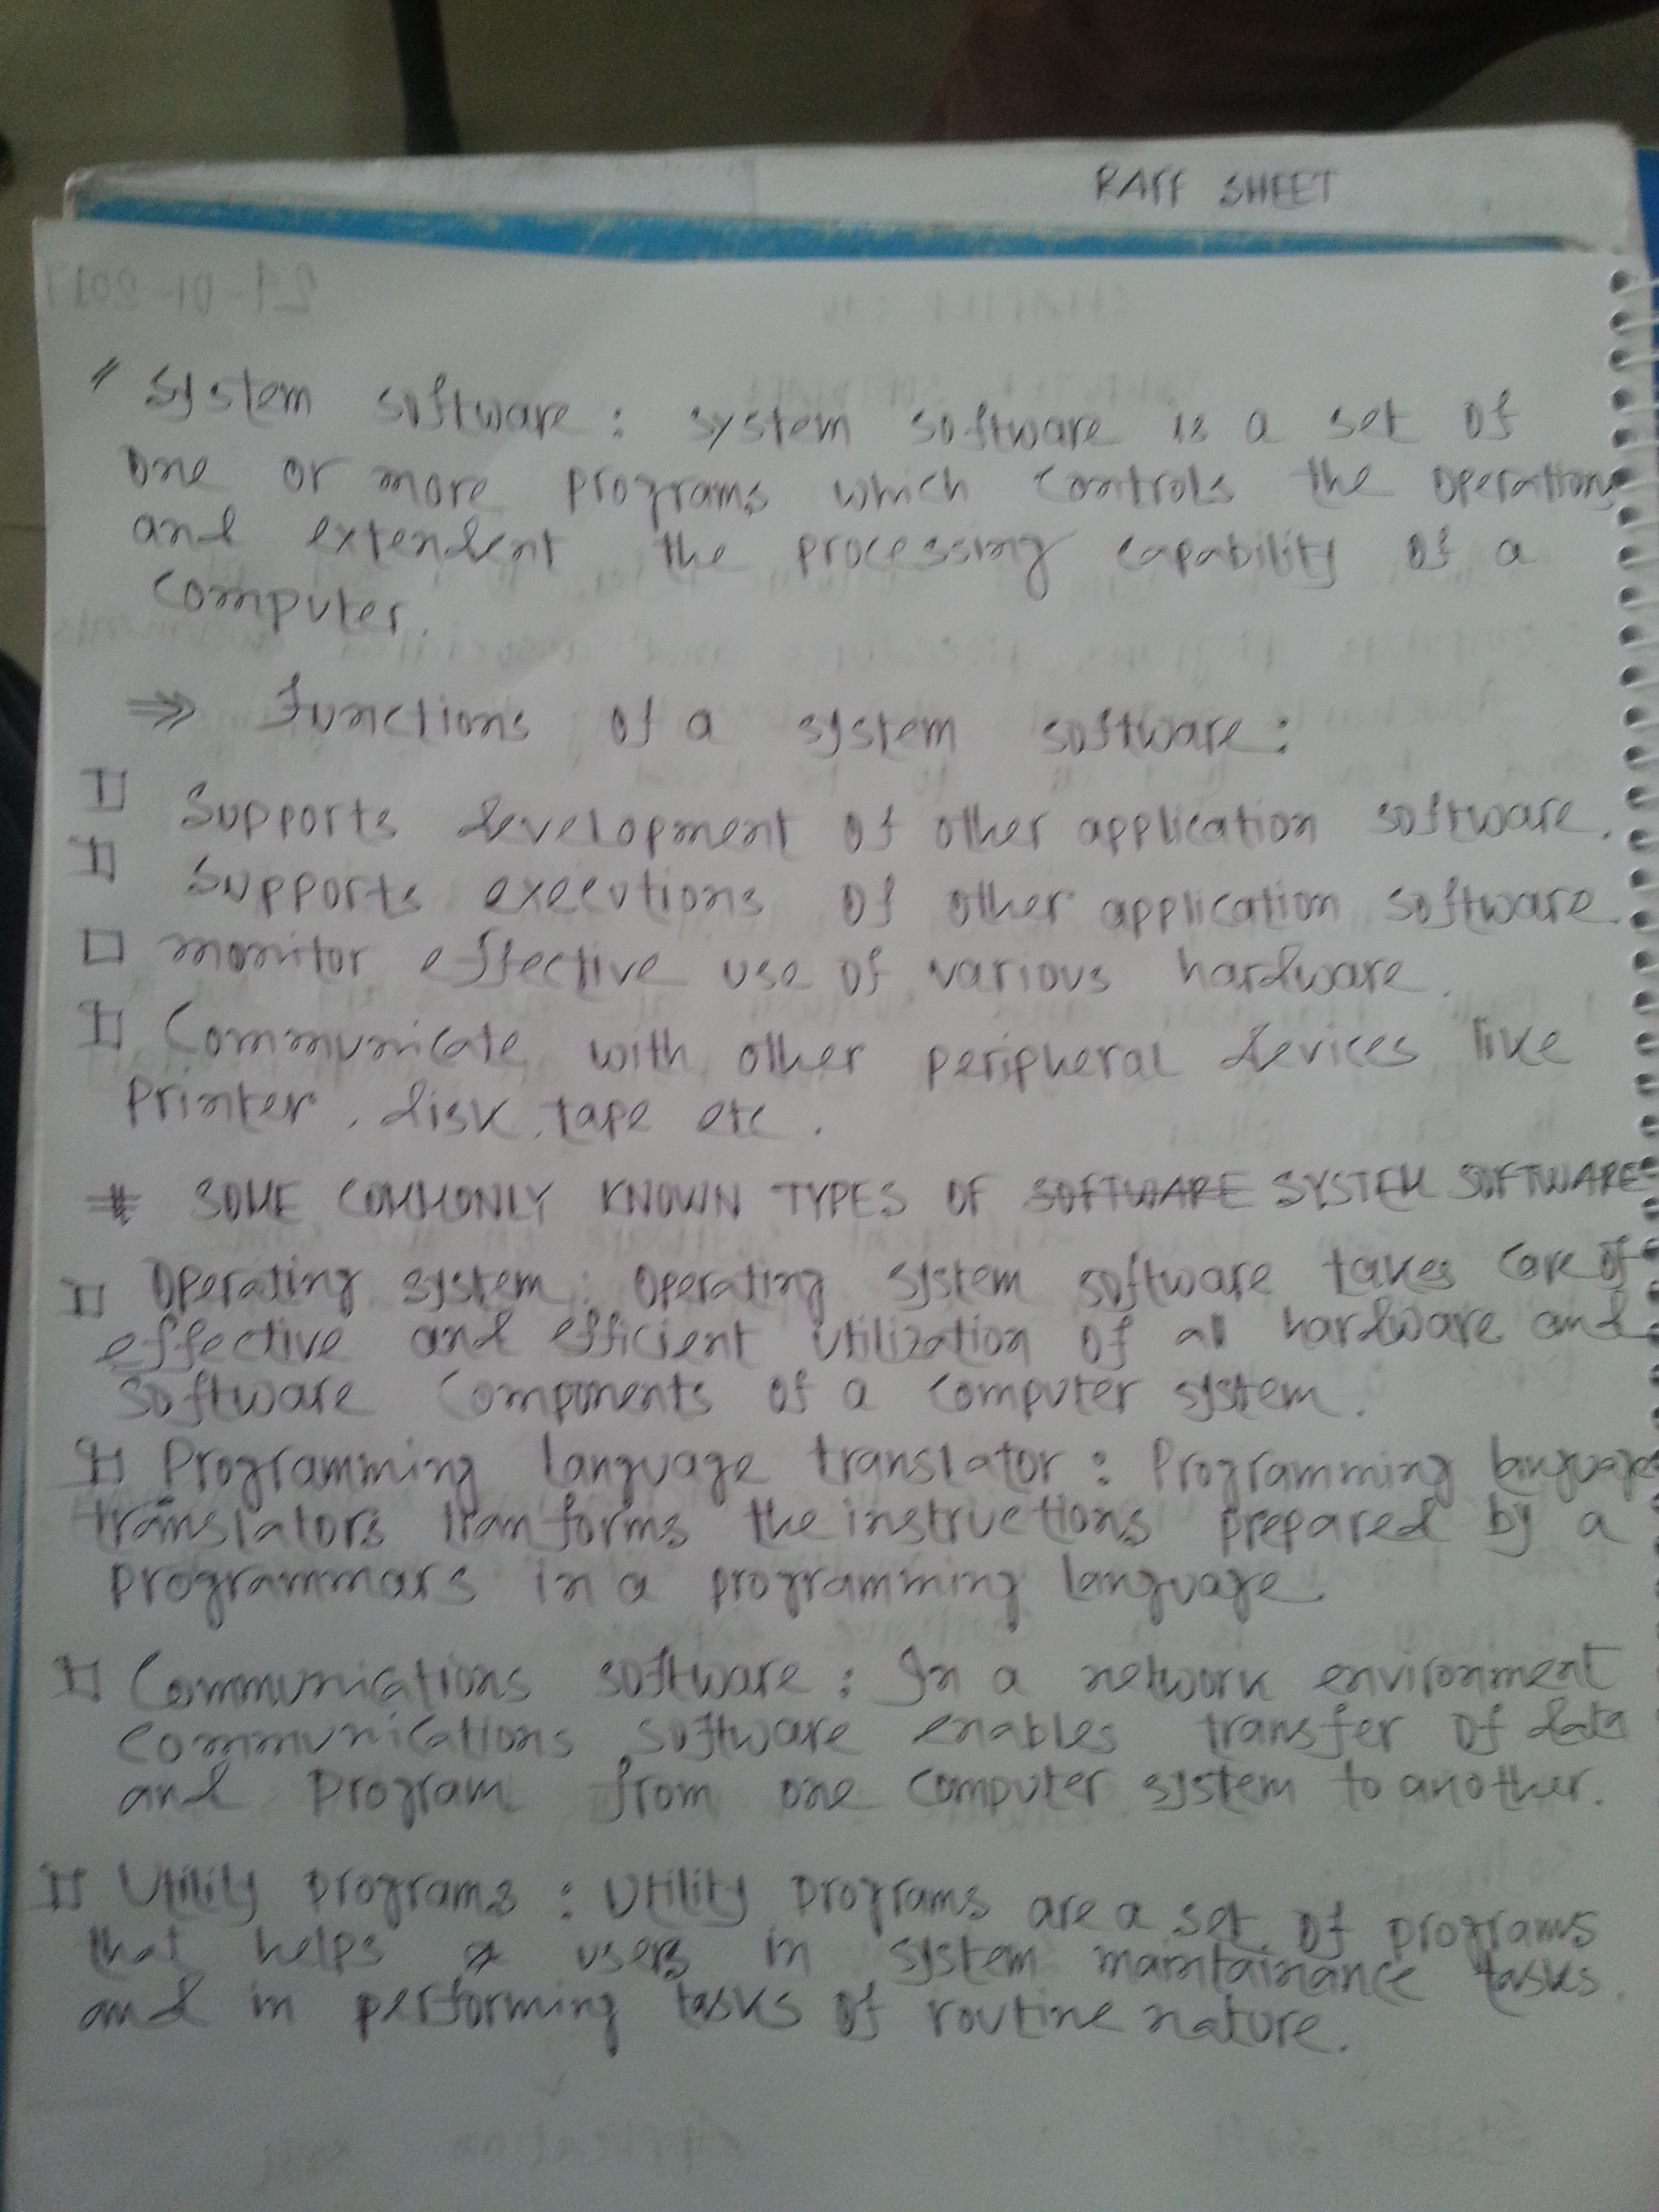 RAFF SHEET
" System software : system software is a set of
one or more programs which controls the operations
and extendent the processing capability of a
computer.
⇒ Functions of a system software :
□ Supports development of other application software.
□ Supports executions of other application software.
□ monitor effective use of various hardware.
□ Communicate with other peripheral devices like
Printer, disk, tape etc.
# SOME COMMONLY KNOWN TYPES OF SOFTWARE SYSTEM SOFTWARE
□ Operating system : Operating system software takes care of
effective and efficient utilization of all hardware and
software components of a computer system.
□ Programming language translator : Programming language
translators tranforms the instructions prepared by a
programmars in a programming language.
□ Communications software : In a network environment
communications software enables transfer of data
and program from one computer system to another.
□ Utility programs : Utility programs are a set of programs
that helps users in system maintainance tasks.
and in performing tasks of routine nature.